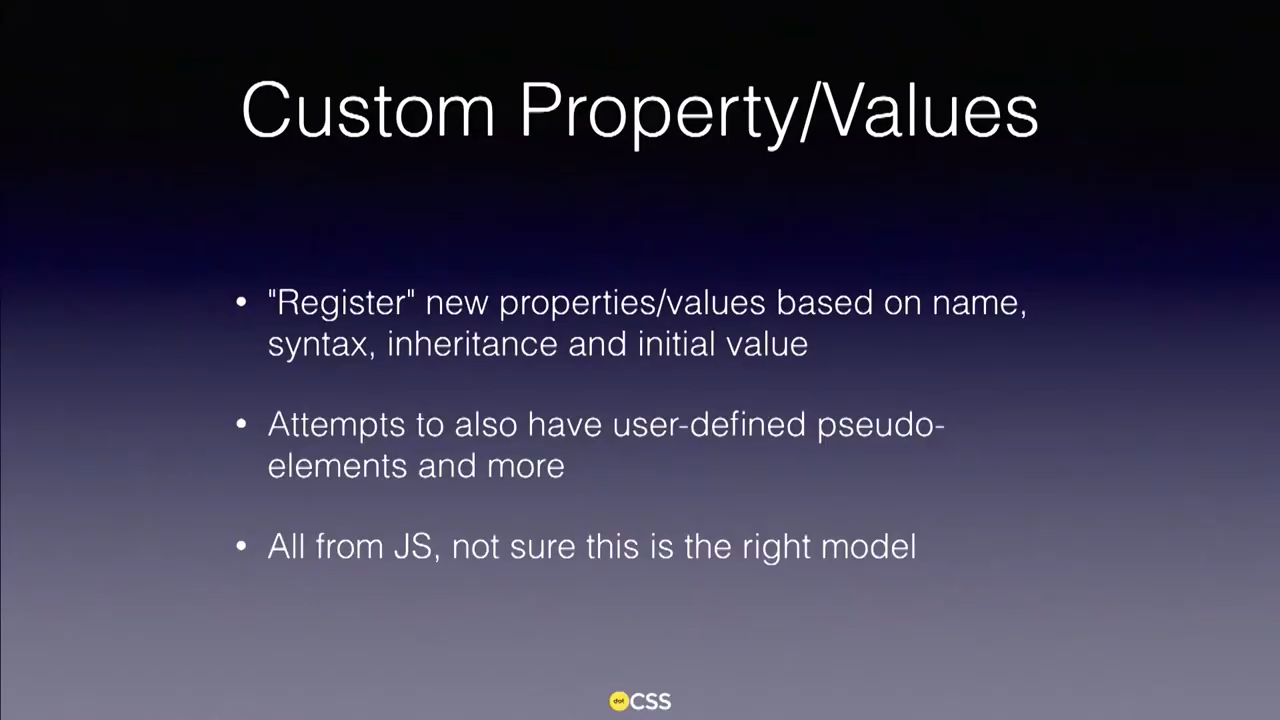 Custom Property/Values
• "Register" new properties/values based on name,
syntax, inheritance and initial value
• Attempts to also have user-defined pseudo-
elements and more
• All from JS, not sure this is the right model
dot CSS